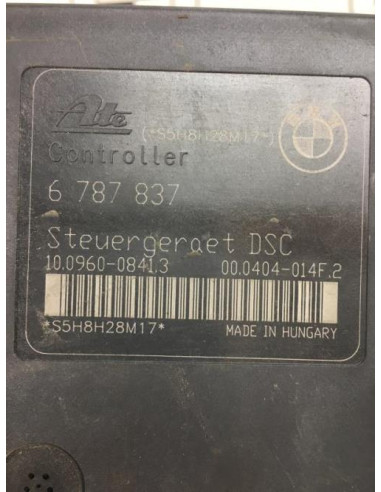 Ate (*S5H8H28M17*) BMW
Controller
6 787 837
Steuergeraet DSC
10.0960-0841.3 00.0404-014F.2
*S5H8H28M17* MADE IN HUNGARY